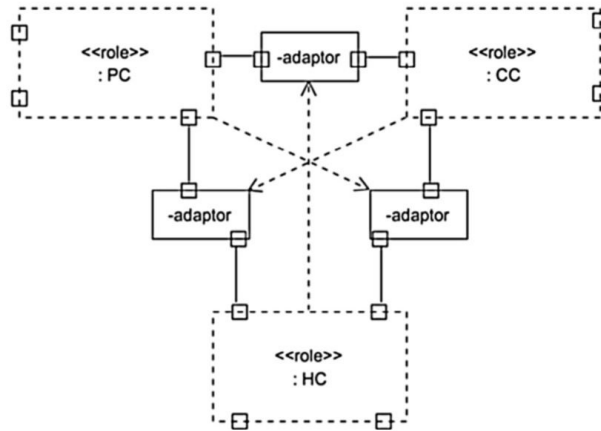 <<role>>
: PC
-adaptor
<<role>>
: CC
-adaptor
-adaptor
<<role>>
: HC